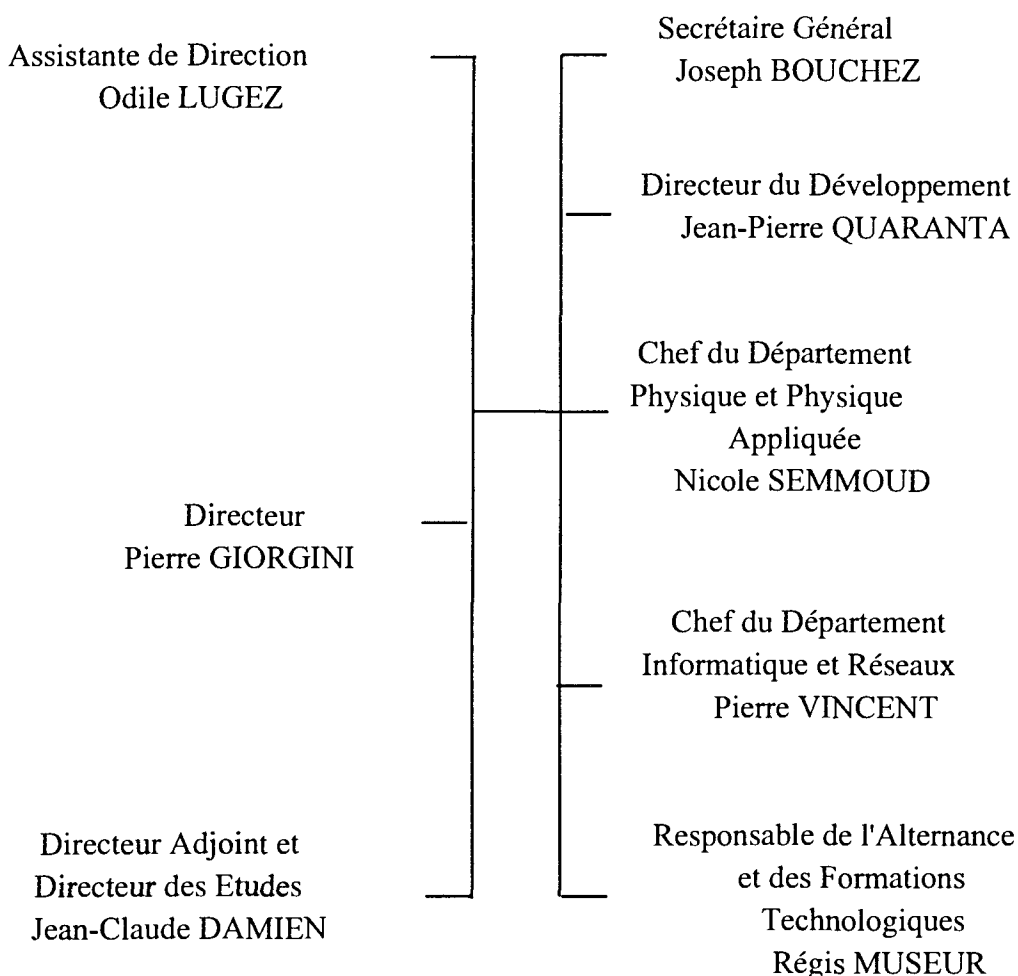 Assistante de Direction
Odile LUGEZ
Directeur
Pierre GIORGINI
Directeur Adjoint et
Directeur des Etudes
Jean-Claude DAMIEN
Secrétaire Général
Joseph BOUCHEZ
Directeur du Développement
Jean-Pierre QUARANTA
Chef du Département
Physique et Physique
Appliquée
Nicole SEMMOUD
Chef du Département
Informatique et Réseaux
Pierre VINCENT
Responsable de l'Alternance
et des Formations
Technologiques
Régis MUSEUR